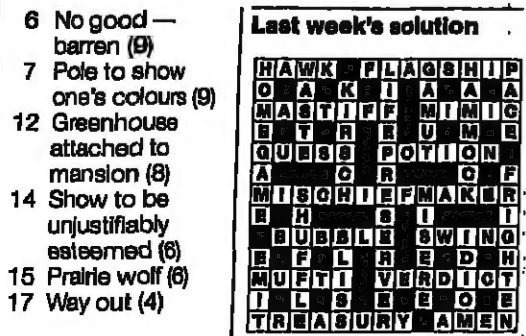 6 No good —
barren (9)
7 Pole to show
one's colours (9)
12 Greenhouse
attached to
mansion (8)
14 Show to be
unjustifiably
esteemed (6)
15 Prairie wolf (6)
17 Way out (4)
Last week's solution
HAWK FLAGSHIP
O A K I A A A
MASTIFF MIMIC
E T R E U M E
GUESS POTION
A C R C F
MISCHIEFMAKER
E H S I I
BUBBLE SWING
E F L R E D H
MUFTI VERDICT
I L S E E O E
TREASURY AMEN